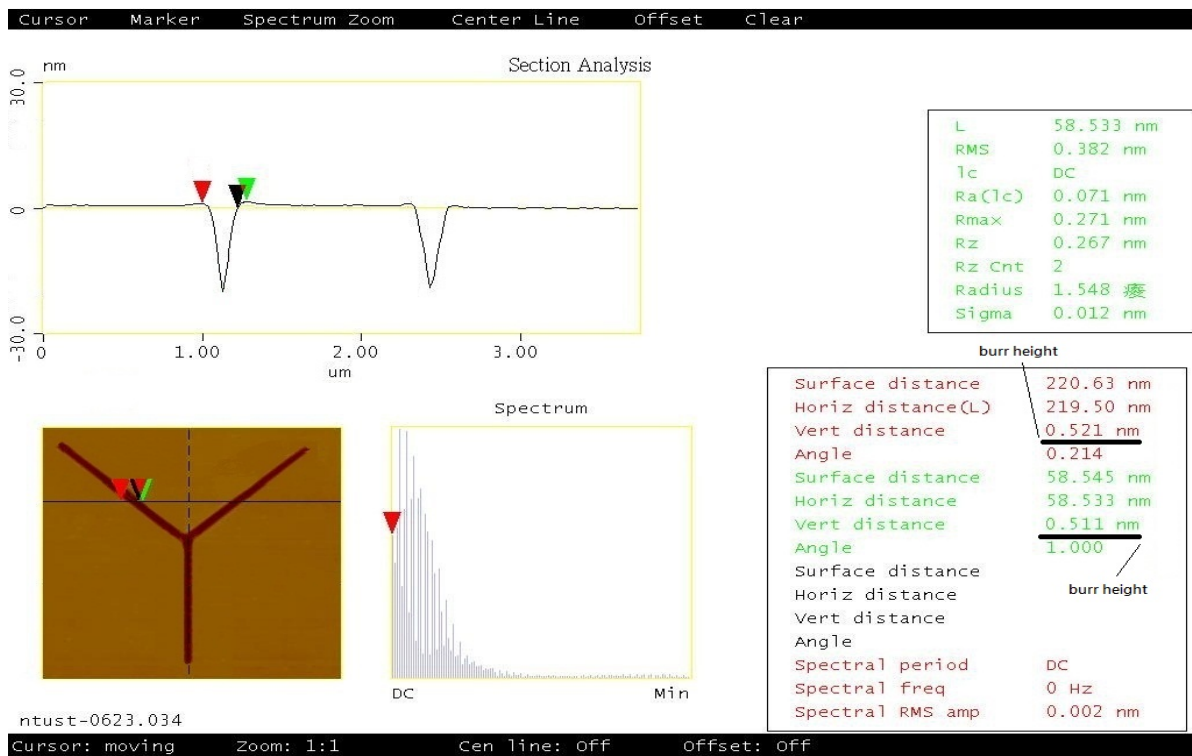 Cursor Marker Spectrum Zoom Center Line Offset Clear
nm
Section Analysis
30.0
0
-30.0
0 1.00 2.00 3.00
um
L 58.533 nm
RMS 0.382 nm
lc DC
Ra(lc) 0.071 nm
Rmax 0.271 nm
Rz 0.267 nm
Rz Cnt 2
Radius 1.548
Sigma 0.012 nm
burr height
Surface distance 220.63 nm
Horiz distance(L) 219.50 nm
Vert distance 0.521 nm
Angle 0.214
Surface distance 58.545 nm
Horiz distance 58.533 nm
Vert distance 0.511 nm
Angle 1.000
burr height
Surface distance
Horiz distance
Vert distance
Angle
Spectral period DC
Spectral freq 0 Hz
Spectral RMS amp 0.002 nm
Spectrum
DC Min
ntust-0623.034
Cursor: moving Zoom: 1:1 Cen line: Off Offset: Off